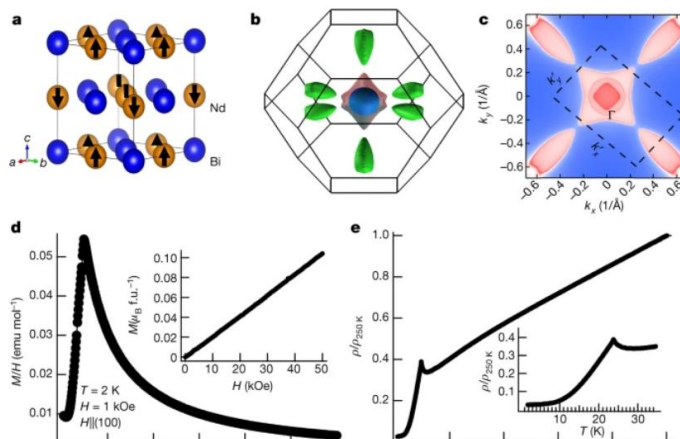 a
Nd
Bi
c
a
b
b
c
k_y (1/Å)
0.6
0.4
0.2
0
−0.2
−0.4
−0.6
Γ
−0.6
−0.4
−0.2
0
0.2
0.4
0.6
k_x (1/Å)
d
M/H (emu mol⁻¹)
0.05
0.04
0.03
0.02
0.01
T = 2 K
H = 1 kOe
H||(100)
M(μ_B f.u.⁻¹)
0.10
0.08
0.06
0.04
0.02
0.00
0
10
20
30
40
50
H (kOe)
e
ρ/ρ_250 K
1.0
0.8
0.6
0.4
0.2
ρ/ρ_250 K
0.4
0.3
0.2
0.1
10
20
30
T (K)